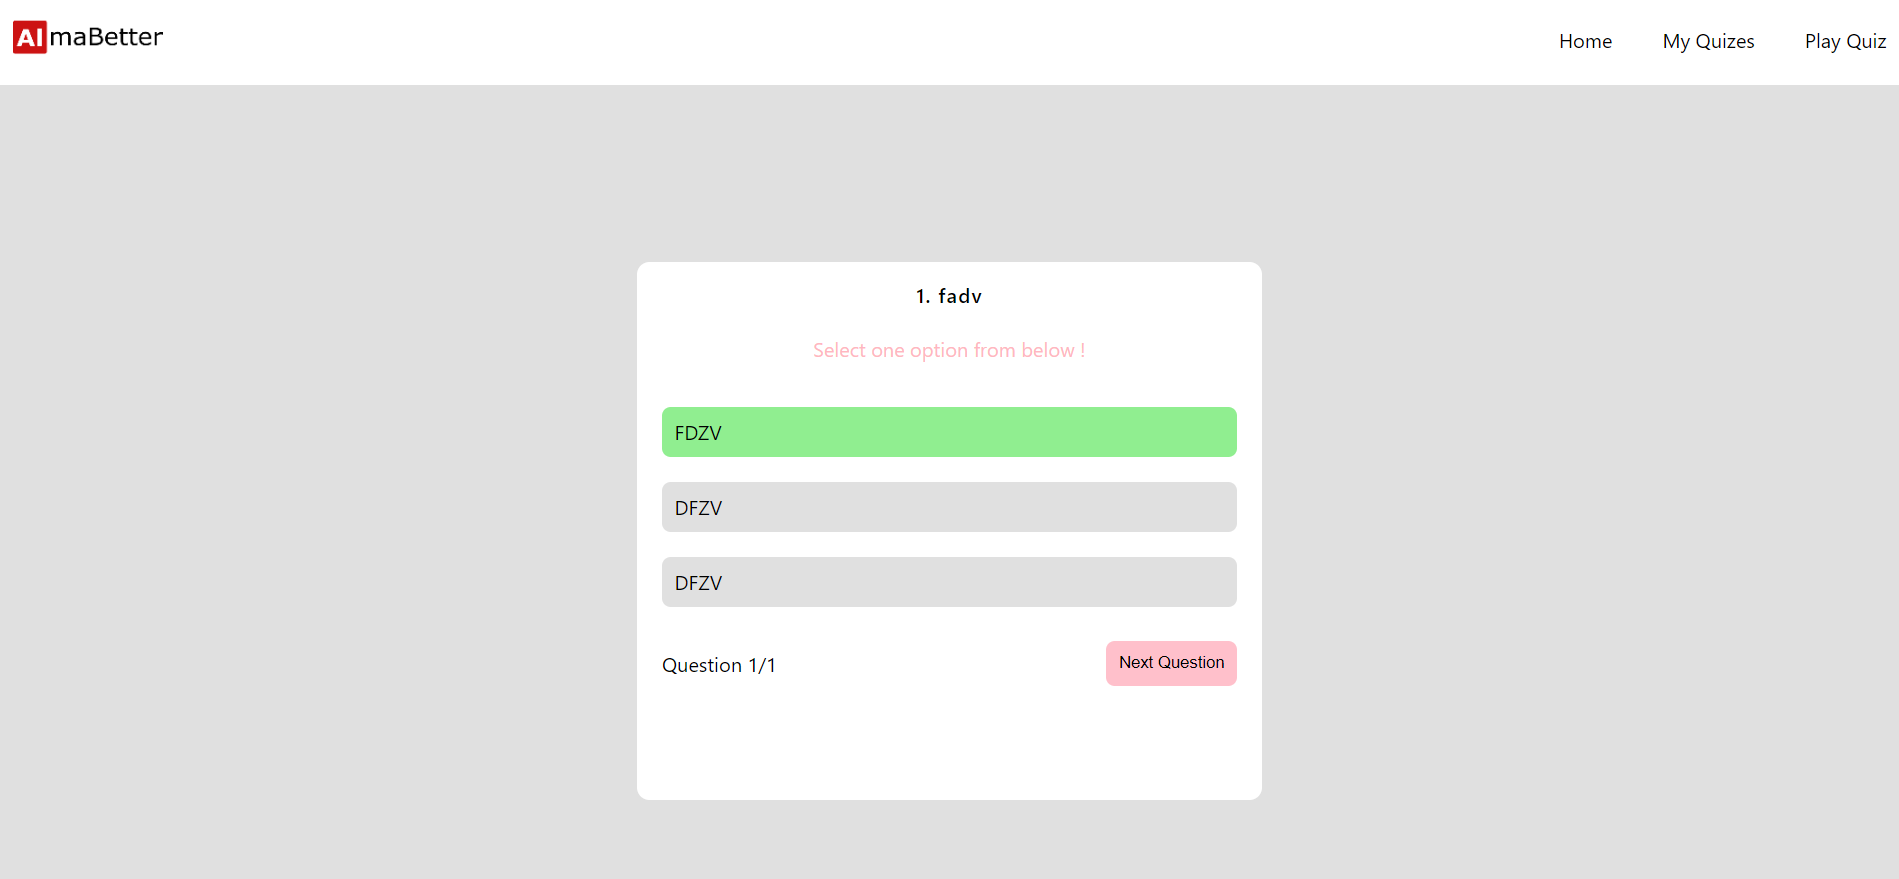 AlmaBetter
Home
My Quizes
Play Quiz
1. fadv
Select one option from below !
FDZV
DFZV
DFZV
Question 1/1
Next Question